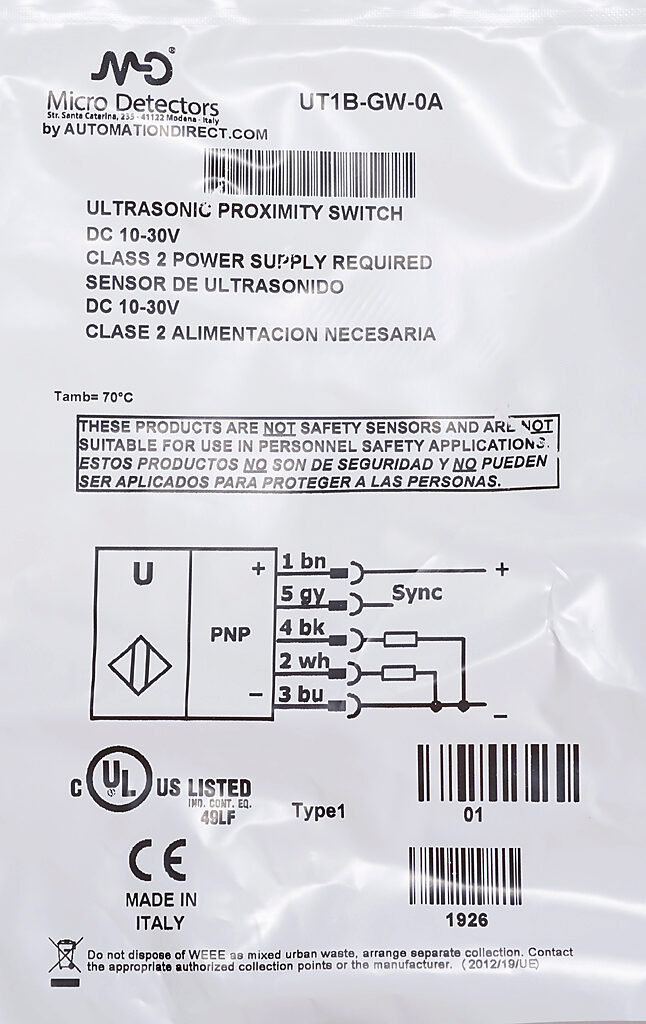 MD®
Micro Detectors
Str. Santa Caterina, 235 - 41122 Modena - Italy
by AUTOMATIONDIRECT.COM
UT1B-GW-0A
ULTRASONIC PROXIMITY SWITCH
DC 10-30V
CLASS 2 POWER SUPPLY REQUIRED
SENSOR DE ULTRASONIDO
DC 10-30V
CLASE 2 ALIMENTACION NECESARIA
Tamb= 70°C
THESE PRODUCTS ARE NOT SAFETY SENSORS AND ARE NOT
SUITABLE FOR USE IN PERSONNEL SAFETY APPLICATIONS.
ESTOS PRODUCTOS NO SON DE SEGURIDAD Y NO PUEDEN
SER APLICADOS PARA PROTEGER A LAS PERSONAS.
U
PNP
+ 1 bn +
5 gy Sync
4 bk
2 wh
− 3 bu −
C UL® US LISTED
IND. CONT. EQ.
49LF
Type1
01
CE
MADE IN
ITALY
1926
Do not dispose of WEEE as mixed urban waste, arrange separate collection. Contact
the appropriate authorized collection points or the manufacturer. (2012/19/UE)